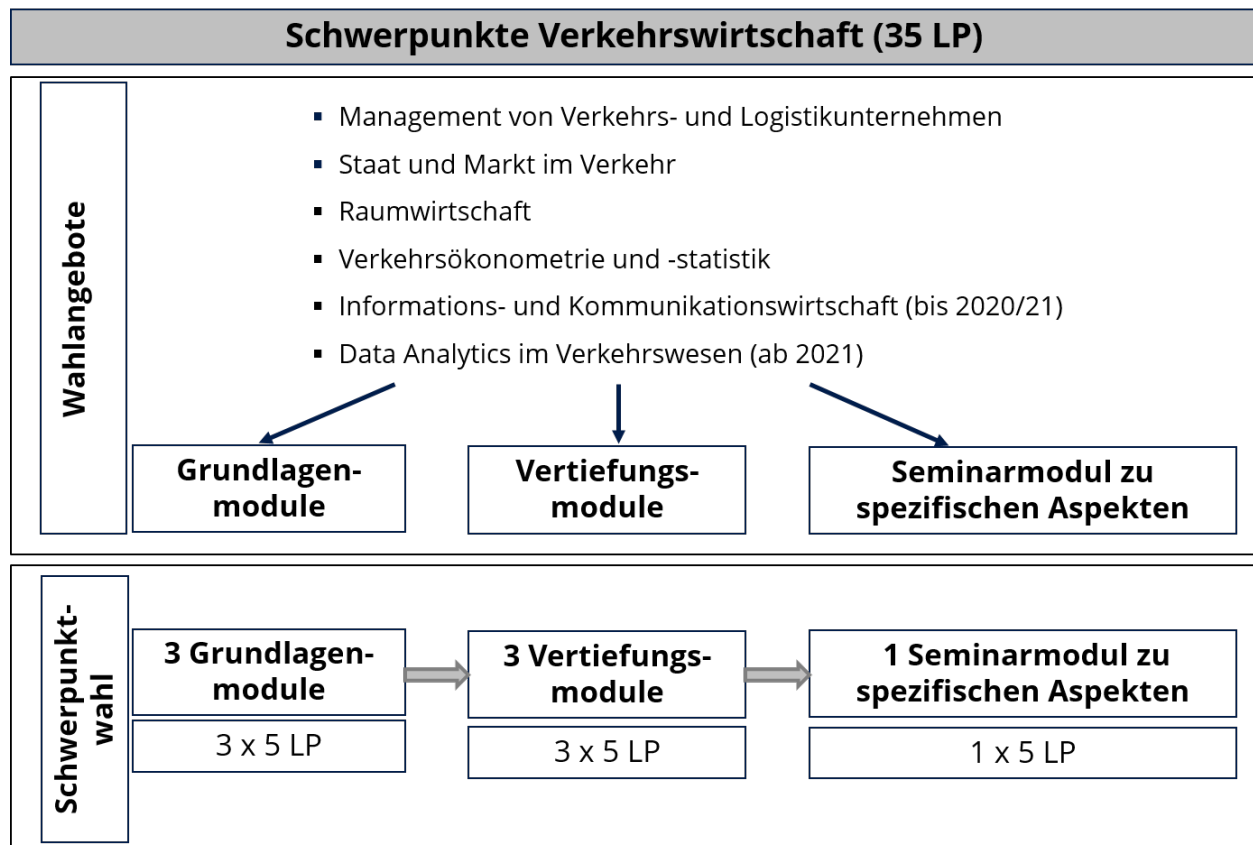 Schwerpunkte Verkehrswirtschaft (35 LP)
Wahlangebote
▪ Management von Verkehrs- und Logistikunternehmen
▪ Staat und Markt im Verkehr
▪ Raumwirtschaft
▪ Verkehrsökonometrie und -statistik
▪ Informations- und Kommunikationswirtschaft (bis 2020/21)
▪ Data Analytics im Verkehrswesen (ab 2021)
Grundlagen-
module
Vertiefungs-
module
Seminarmodul zu
spezifischen Aspekten
Schwerpunkt-
wahl
3 Grundlagen-
module
3 x 5 LP
3 Vertiefungs-
module
3 x 5 LP
1 Seminarmodul zu
spezifischen Aspekten
1 x 5 LP